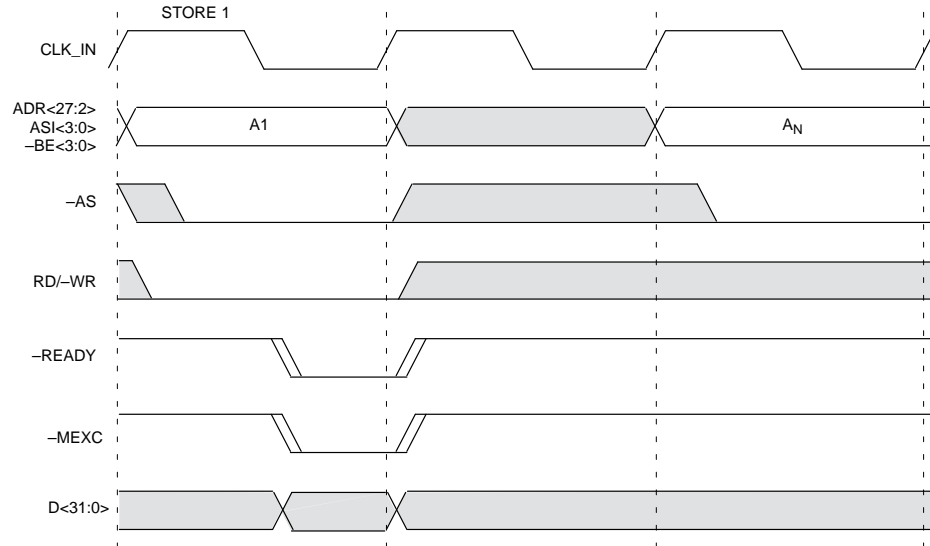 STORE 1
CLK_IN
ADR<27:2>
ASI<3:0>
–BE<3:0>
A1
AN
–AS
RD/–WR
–READY
–MEXC
D<31:0>